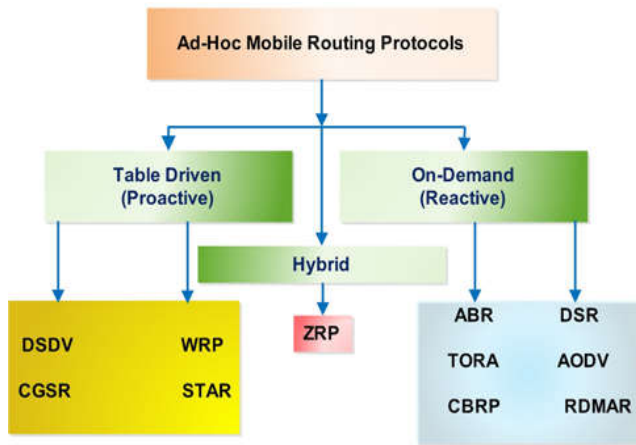 Ad-Hoc Mobile Routing Protocols
Table Driven
(Proactive)
On-Demand
(Reactive)
Hybrid
ZRP
DSDV WRP
CGSR STAR
ABR DSR
TORA AODV
CBRP RDMAR